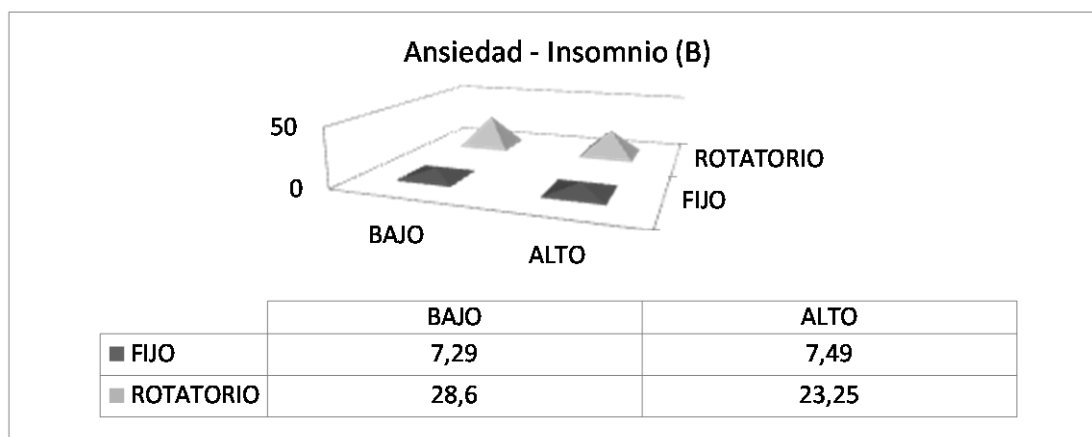 Ansiedad - Insomnio (B)
50
0
ROTATORIO
FIJO
BAJO
ALTO
BAJO ALTO
FIJO 7,29 7,49
ROTATORIO 28,6 23,25